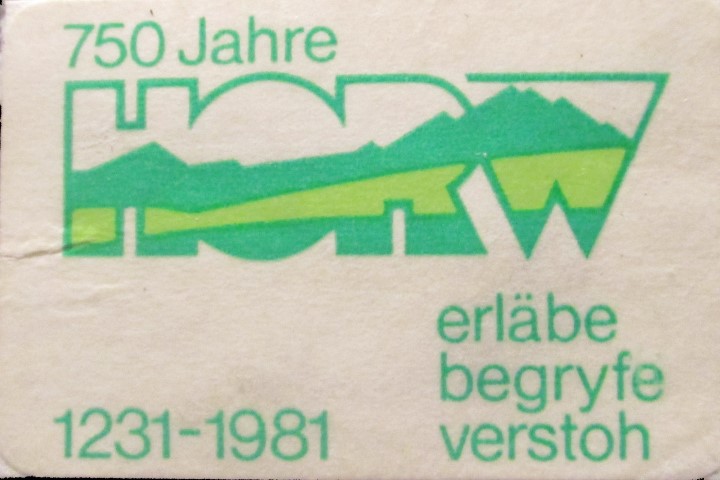 750 Jahre
HORW
erläbe
begryfe
1231-1981 verstoh